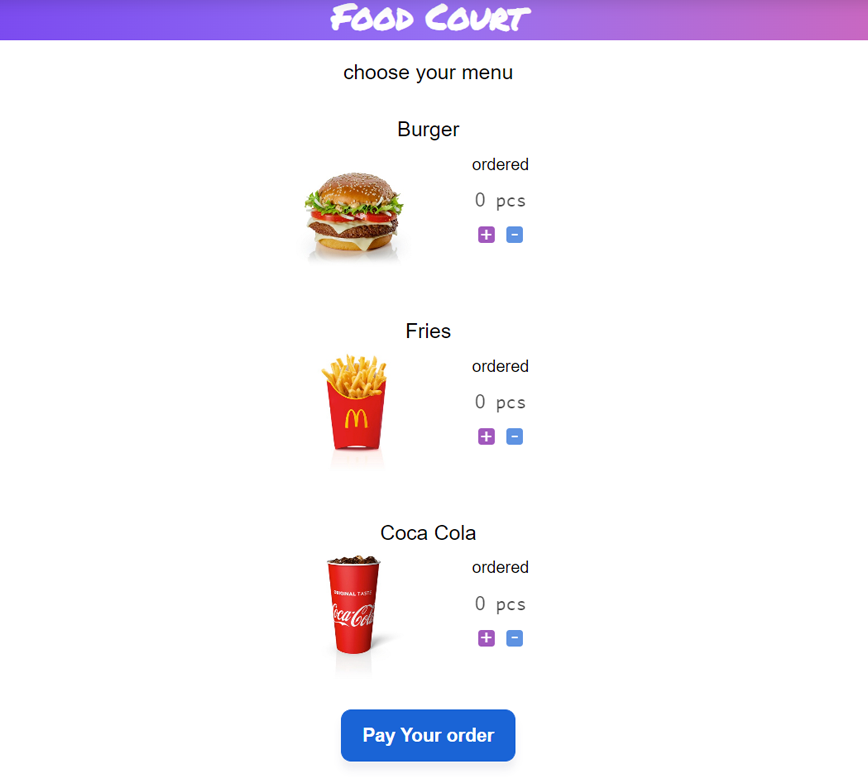 Food Court
choose your menu
Burger
ordered
0 pcs
+ -
Fries
ordered
0 pcs
+ -
Coca Cola
ORIGINAL TASTE
Coca-Cola
ordered
0 pcs
+ -
Pay Your order